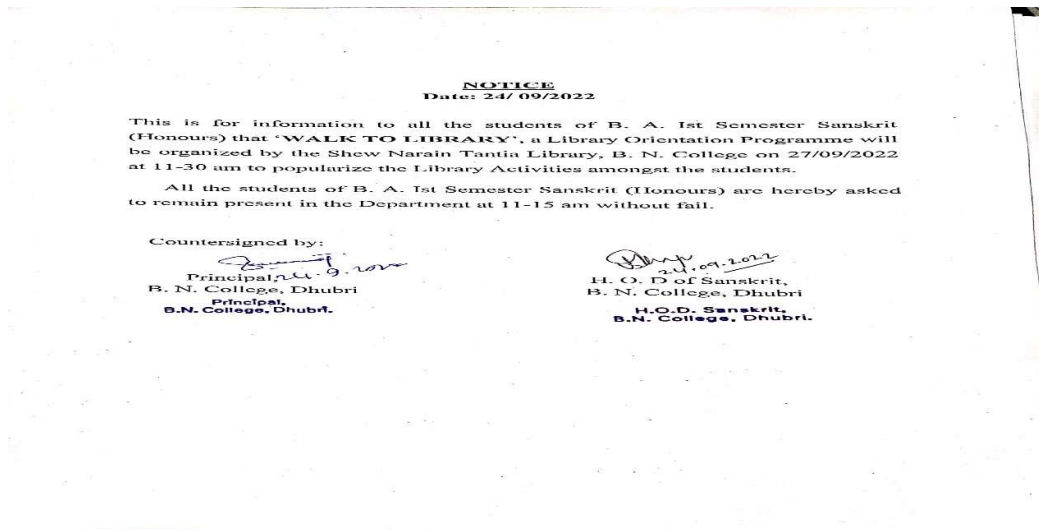 NOTICE
Date: 24/ 09/2022
This is for information to all the students of B. A. Ist Semester Sanskrit
(Honours) that ‘WALK TO LIBRARY’, a Library Orientation Programme will
be organized by the Shew Narain Tantia Library, B. N. College on 27/09/2022
at 11-30 am to popularize the Library Activities amongst the students.
All the students of B. A. Ist Semester Sanskrit (Honours) are hereby asked
to remain present in the Department at 11-15 am without fail.
Countersigned by:
Principal, 24.9.2022
B. N. College, Dhubri
Principal,
B.N. College, Dhubri.
24.09.2022
H. O. D of Sanskrit,
B. N. College, Dhubri
H.O.D. Sanskrit,
B.N. College, Dhubri.